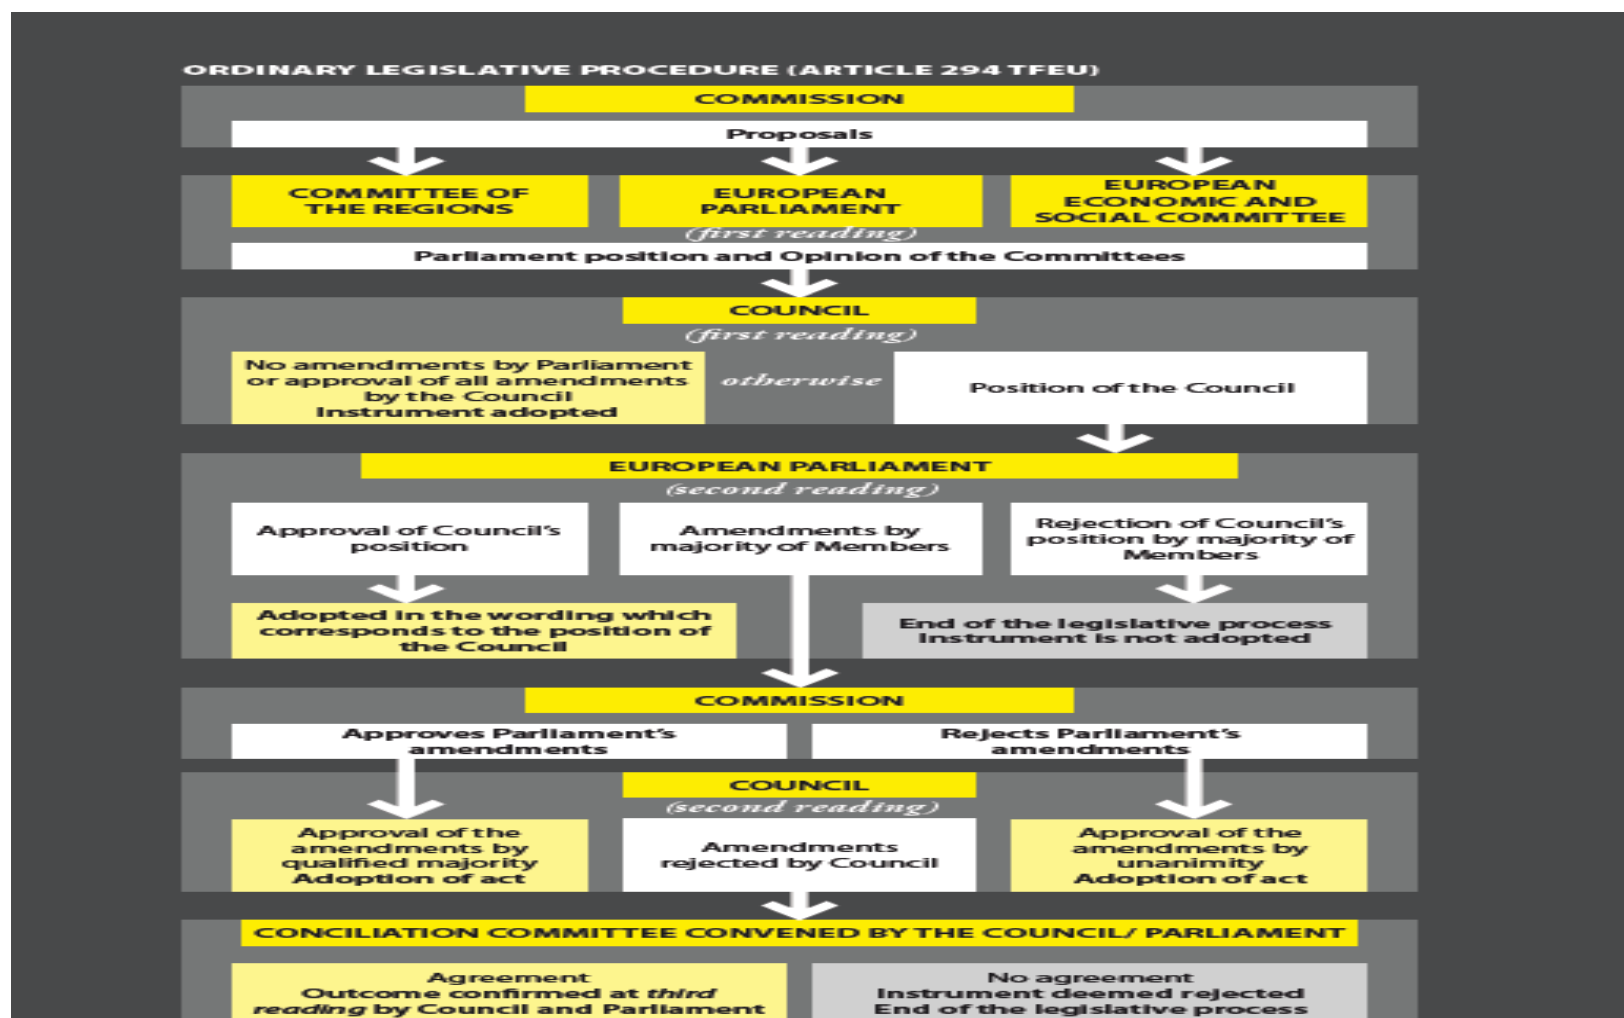 ORDINARY LEGISLATIVE PROCEDURE (ARTICLE 294 TFEU)
COMMISSION
Proposals
COMMITTEE OF
THE REGIONS
EUROPEAN
PARLIAMENT
EUROPEAN
ECONOMIC AND
SOCIAL COMMITTEE
(first reading)
Parliament position and Opinion of the Committees
COUNCIL
(first reading)
No amendments by Parliament
or approval of all amendments
by the Council
Instrument adopted
otherwise
Position of the Council
EUROPEAN PARLIAMENT
(second reading)
Approval of Council’s
position
Amendments by
majority of Members
Rejection of Council’s
position by majority of
Members
Adopted in the wording which
corresponds to the position of
the Council
End of the legislative process
Instrument is not adopted
COMMISSION
Approves Parliament’s
amendments
Rejects Parliament’s
amendments
COUNCIL
(second reading)
Approval of the
amendments by
qualified majority
Adoption of act
Amendments
rejected by Council
Approval of the
amendments by
unanimity
Adoption of act
CONCILIATION COMMITTEE CONVENED BY THE COUNCIL/ PARLIAMENT
Agreement
Outcome confirmed at third
reading by Council and Parliament
No agreement
Instrument deemed rejected
End of the legislative process